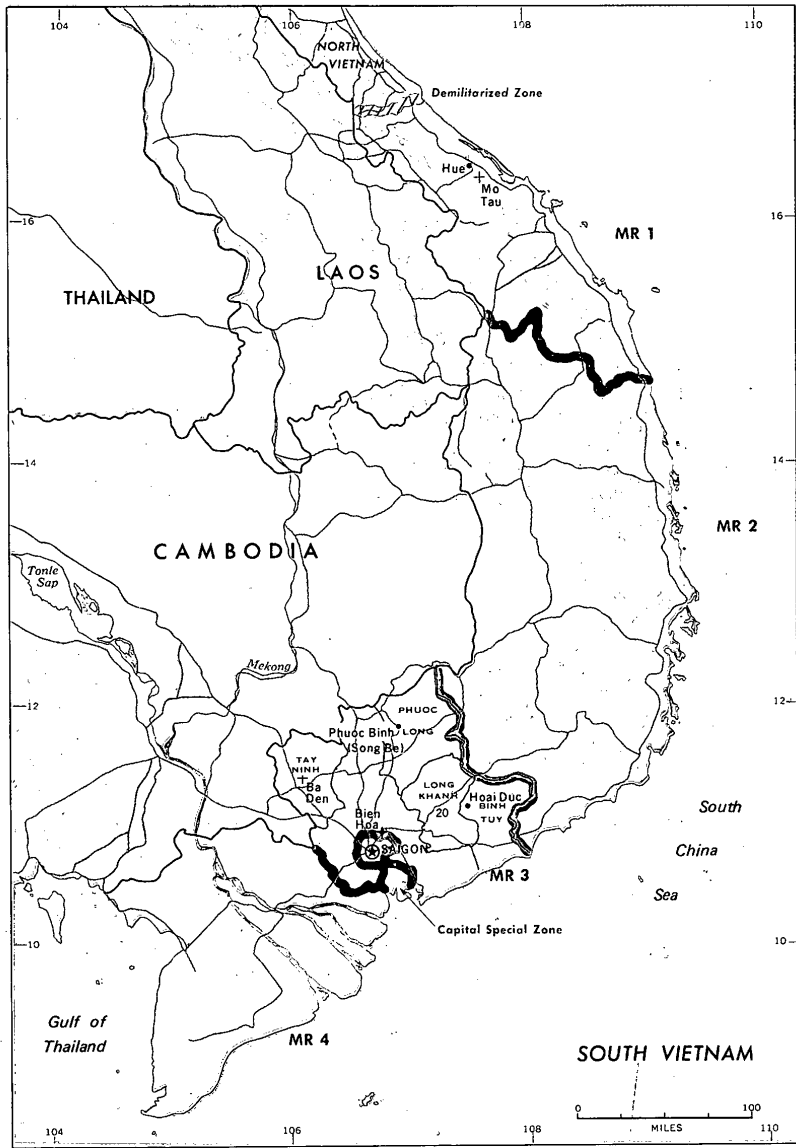 104
106
108
110
NORTH
VIETNAM
Demilitarized Zone
Hue
Mo
Tau
16
16
MR 1
LAOS
THAILAND
14
14
MR 2
CAMBODIA
Tonle
Sap
Mekong
12
12
PHUOC
LONG
Phuoc Binh
(Song Be)
TAY
NINH
Ba
Den
LONG
KHANH
20
Hoai Duc
BINH
TUY
Bien
Hoa
SAIGON
South
China
Sea
MR 3
Capital Special Zone
10
10
Gulf of
Thailand
MR 4
SOUTH VIETNAM
0
100
MILES
104
106
108
110